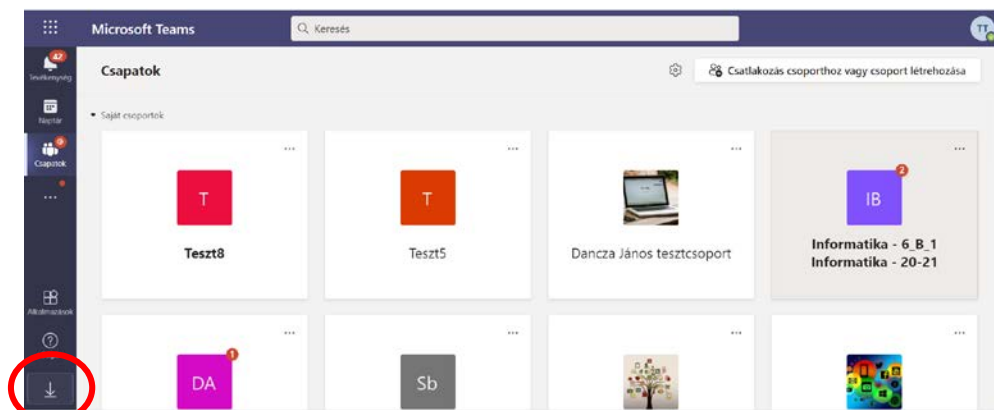 Microsoft Teams
Keresés
TT
42
Tevékenység
Naptár
9
Csapatok
Alkalmazások
Csapatok
Csatlakozás csoporthoz vagy csoport létrehozása
Saját csoportok
T
Teszt8
T
Teszt5
Dancza János tesztcsoport
2
IB
Informatika - 6_B_1
Informatika - 20-21
1
DA
Sb